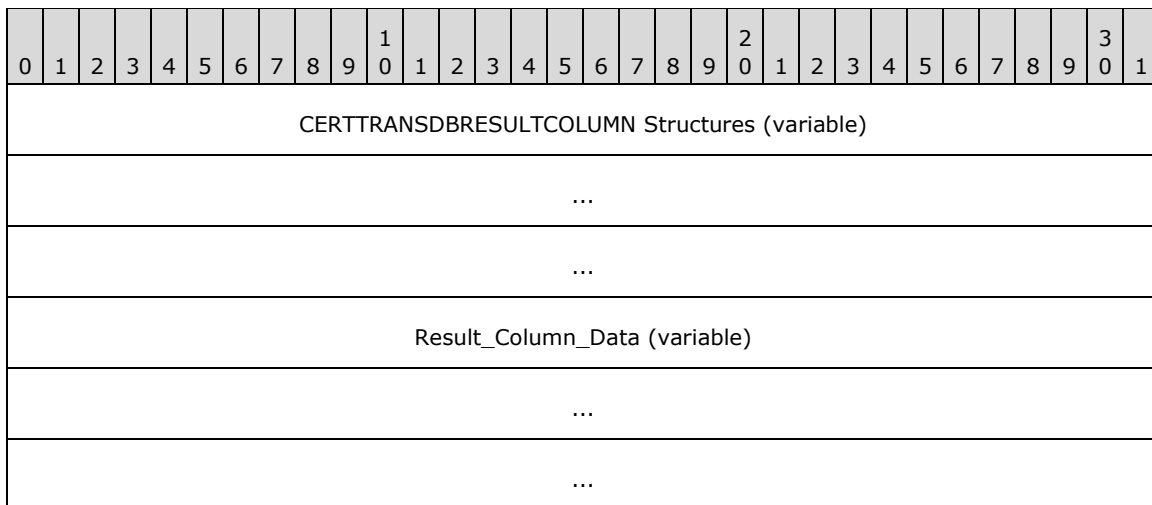 1 2 3
0 1 2 3 4 5 6 7 8 9 0 1 2 3 4 5 6 7 8 9 0 1 2 3 4 5 6 7 8 9 0 1
CERTTRANSDBRESULTCOLUMN Structures (variable)
...
...
Result_Column_Data (variable)
...
...